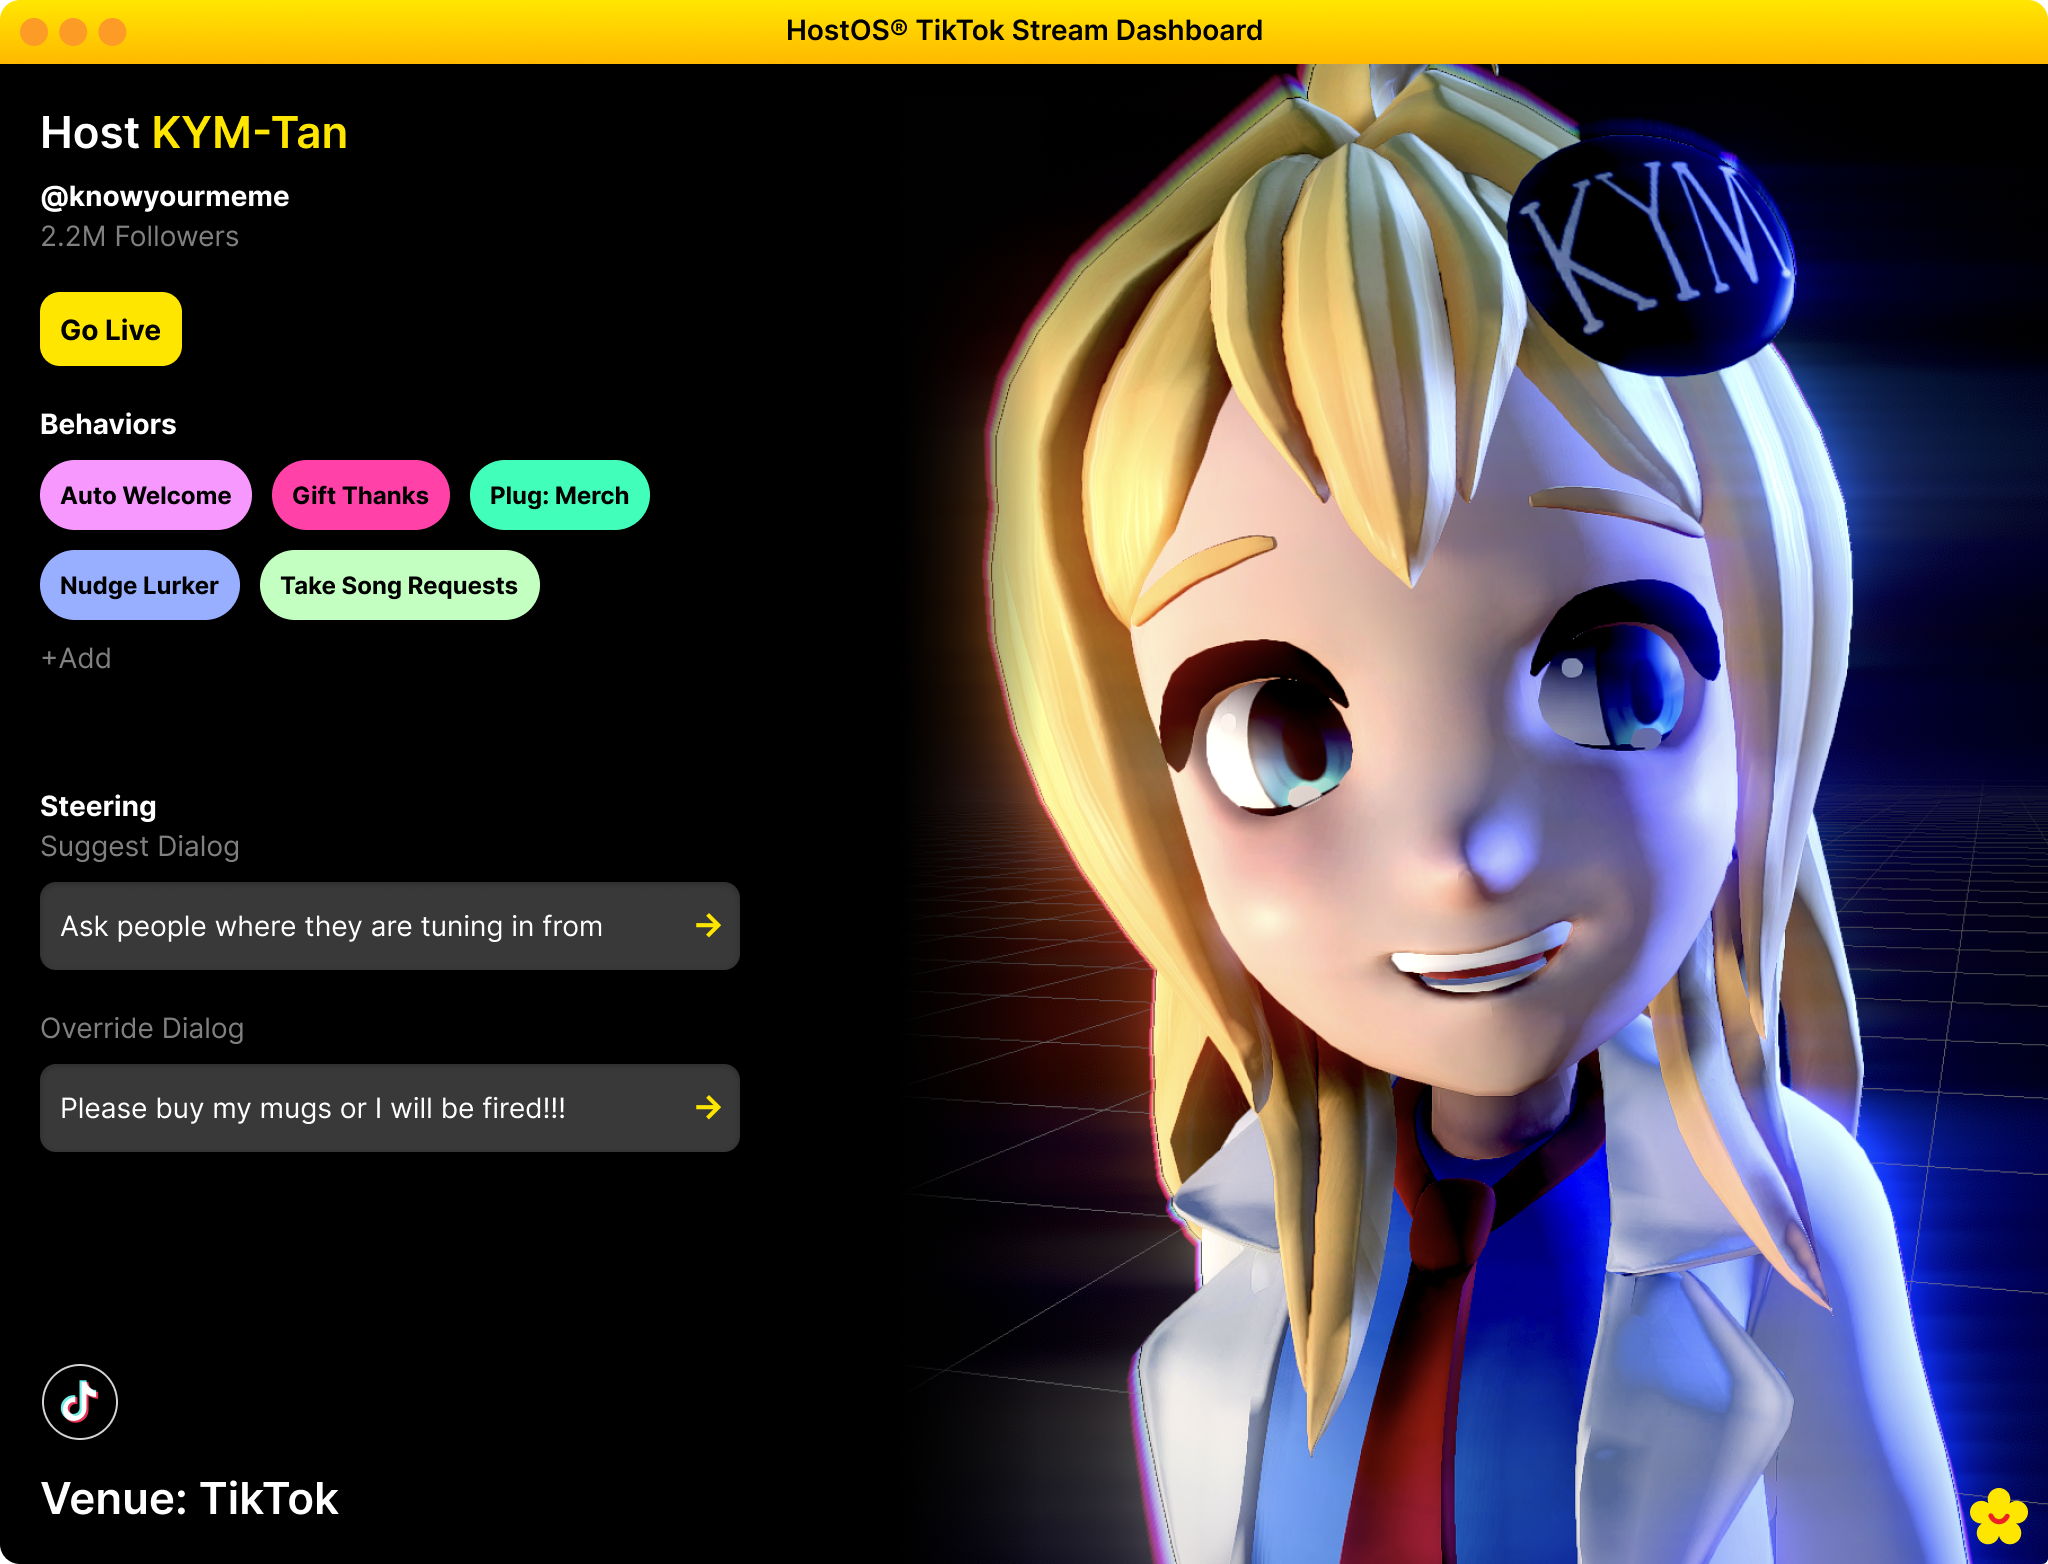 HostOS® TikTok Stream Dashboard
Host KYM-Tan
@knowyourmeme
2.2M Followers
Go Live
Behaviors
Auto Welcome
Gift Thanks
Plug: Merch
Nudge Lurker
Take Song Requests
+Add
Steering
Suggest Dialog
Ask people where they are tuning in from
Override Dialog
Please buy my mugs or I will be fired!!!
Venue: TikTok
KYM